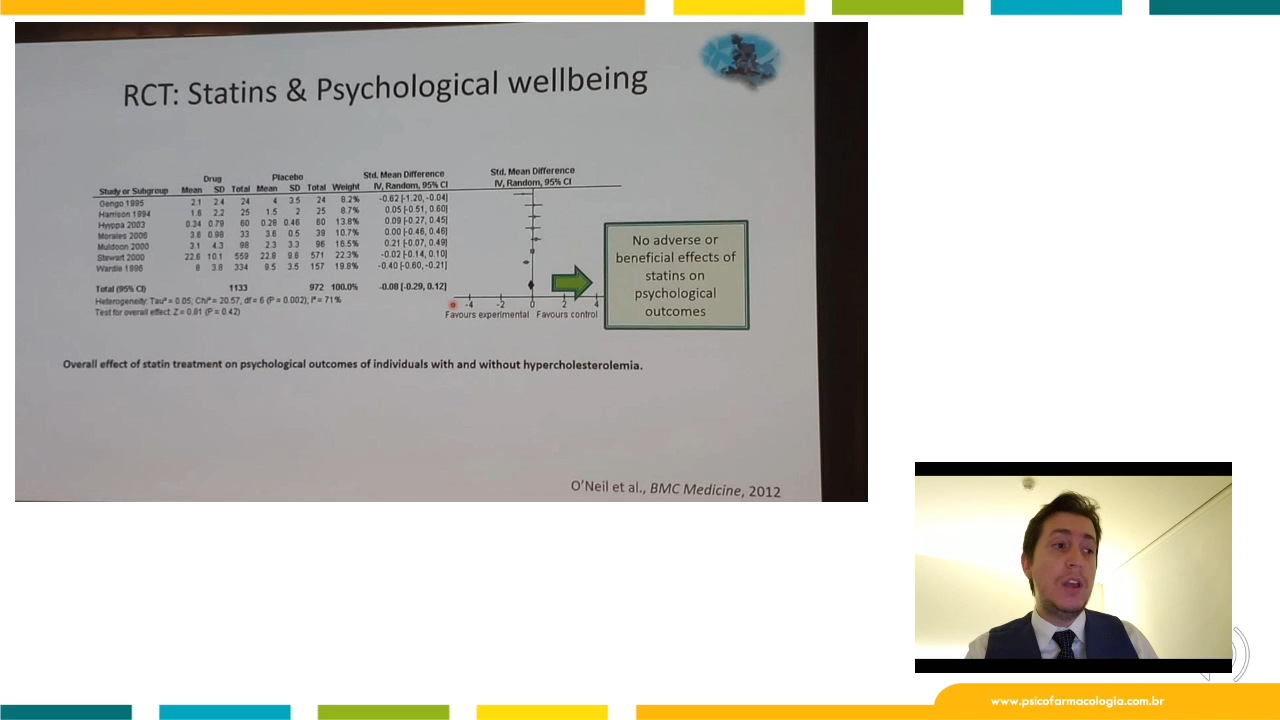 RCT: Statins & Psychological wellbeing
Drug Placebo Std. Mean Difference Std. Mean Difference
Study or Subgroup Mean SD Total Mean SD Total Weight IV, Random, 95% CI IV, Random, 95% CI
Gengo 1995 2.1 2.4 24 4 3.5 24 8.2% -0.62 [-1.20, -0.04]
Harrison 1994 1.6 2.2 25 1.5 2 25 8.7% 0.05 [-0.51, 0.60]
Hyyppa 2003 0.34 0.79 60 0.28 0.46 60 13.8% 0.09 [-0.27, 0.45]
Morales 2006 3.6 0.98 33 3.6 0.5 39 10.7% 0.00 [-0.46, 0.46]
Muldoon 2000 3.1 4.3 98 2.3 3.3 96 16.5% 0.21 [-0.07, 0.49]
Stewart 2000 22.6 10.1 559 22.8 9.6 571 22.3% -0.02 [-0.14, 0.10]
Wardle 1996 8 3.8 334 9.5 3.5 157 19.8% -0.40 [-0.60, -0.21]
Total (95% CI) 1133 972 100.0% -0.08 [-0.29, 0.12]
Heterogeneity: Tau² = 0.05; Chi² = 20.57, df = 6 (P = 0.002); I² = 71%
Test for overall effect: Z = 0.81 (P = 0.42)
-4 -2 0 2 4
Favours experimental Favours control
No adverse or
beneficial effects of
statins on
psychological
outcomes
Overall effect of statin treatment on psychological outcomes of individuals with and without hypercholesterolemia.
O'Neil et al., BMC Medicine, 2012
www.psicofarmacologia.com.br